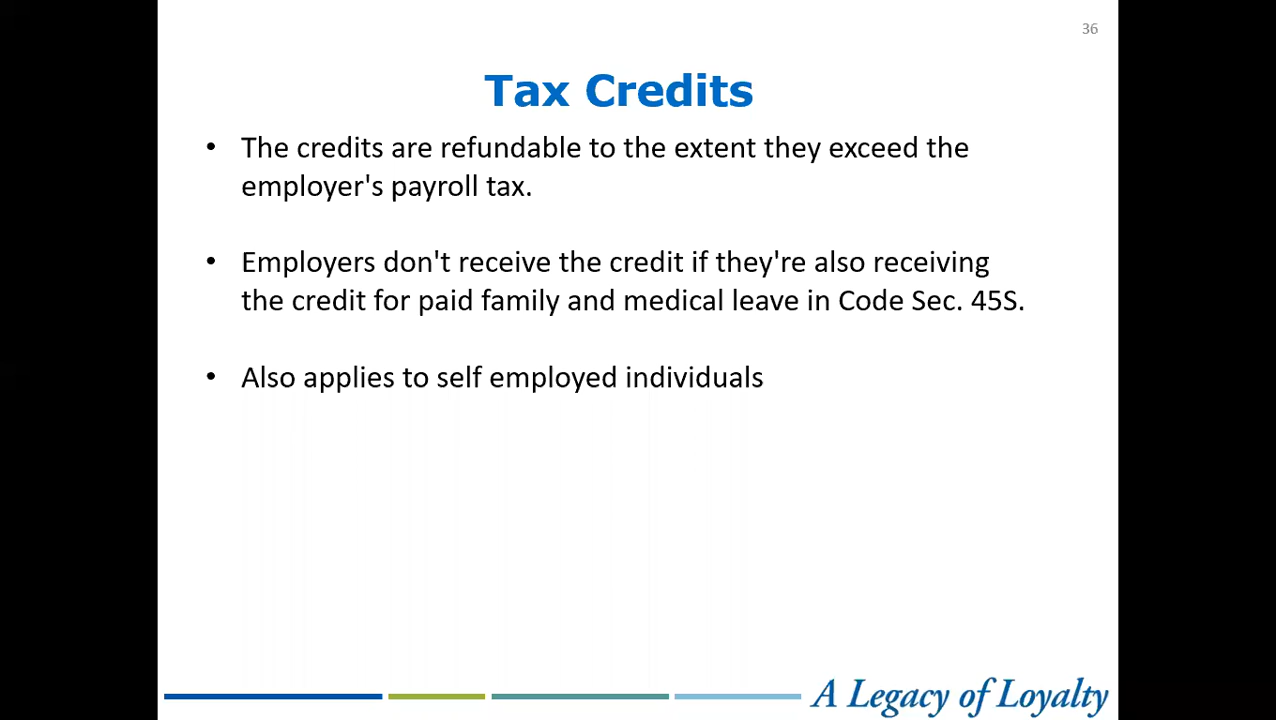 36
Tax Credits
• The credits are refundable to the extent they exceed the
employer's payroll tax.
• Employers don't receive the credit if they're also receiving
the credit for paid family and medical leave in Code Sec. 45S.
• Also applies to self employed individuals
A Legacy of Loyalty